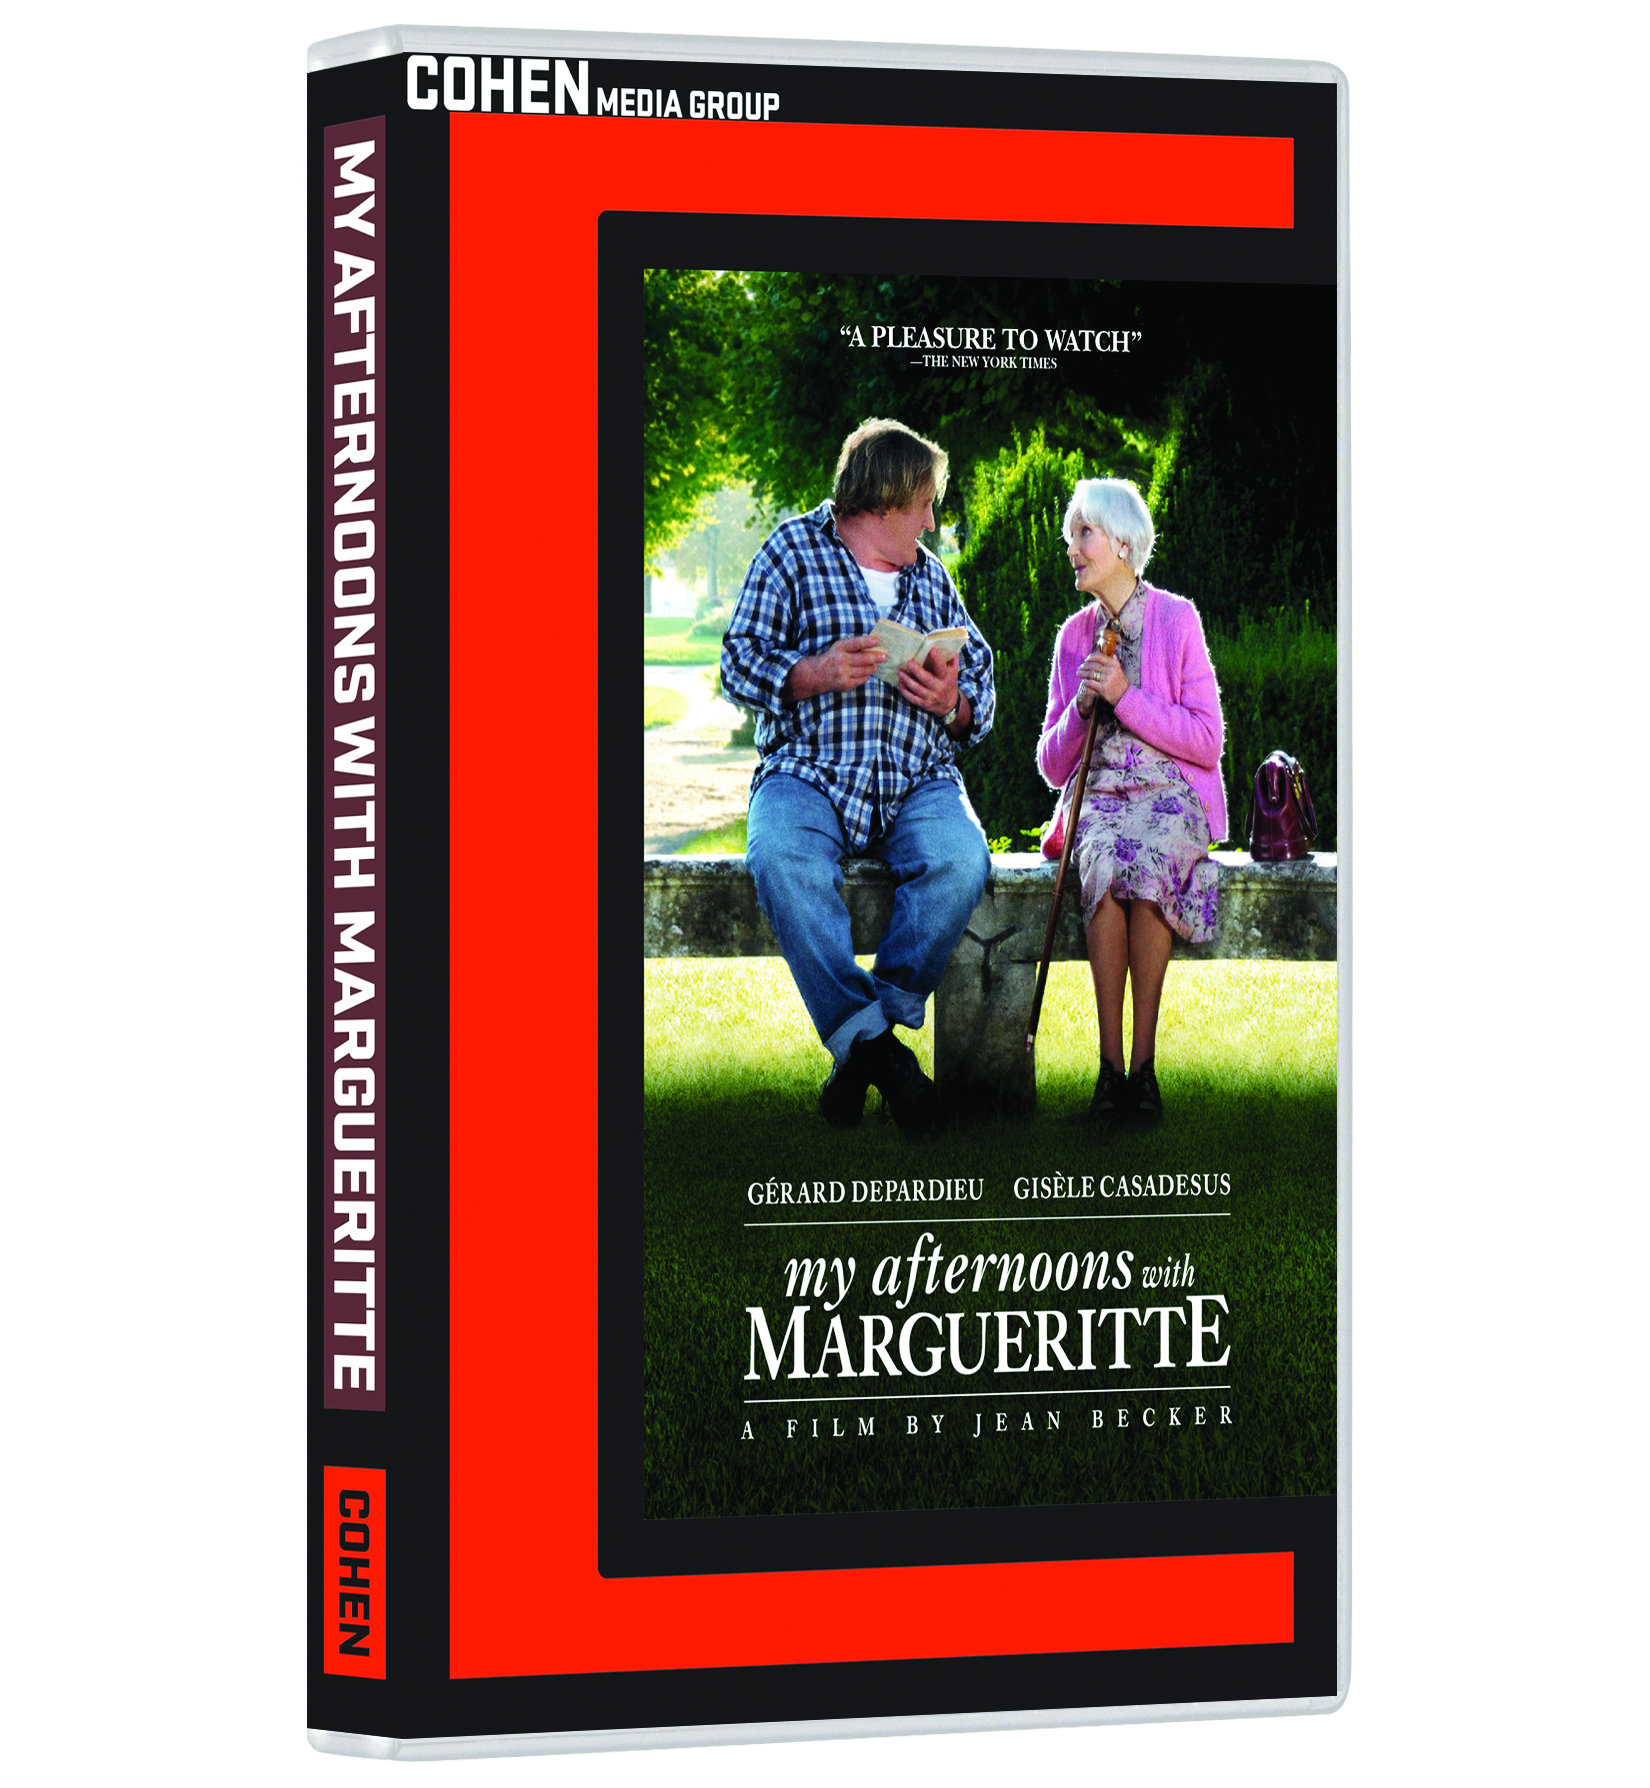 COHEN MEDIA GROUP
MY AFTERNOONS WITH MARGUERITTE
COHEN
“A PLEASURE TO WATCH”
—THE NEW YORK TIMES
GÉRARD DEPARDIEU GISÈLE CASADESUS
my afternoons with
MARGUERITTE
A FILM BY JEAN BECKER